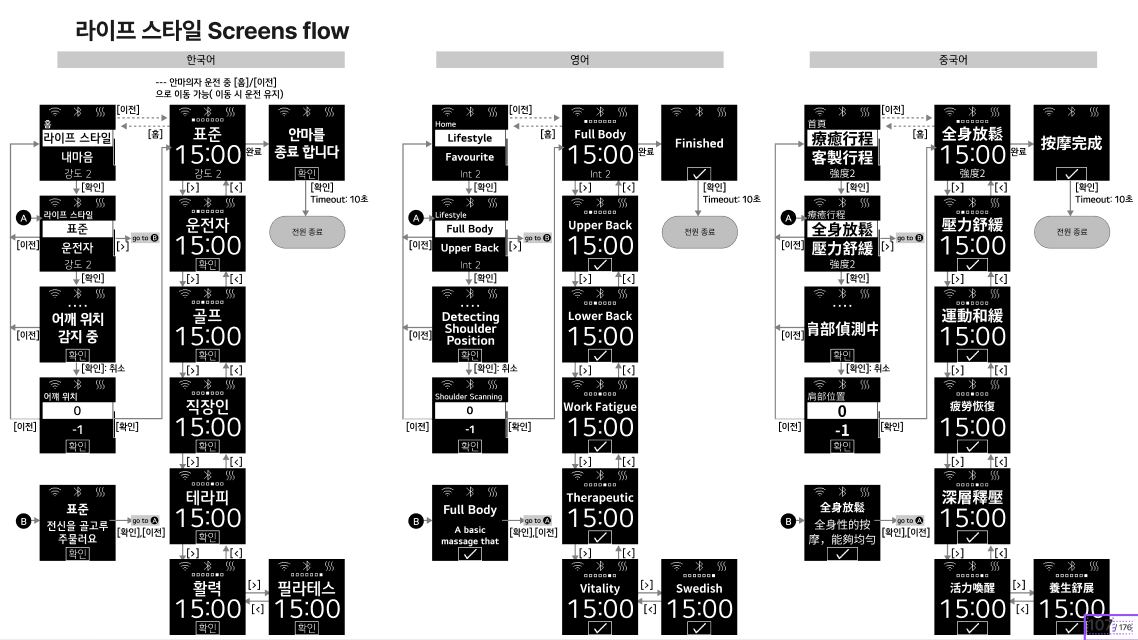 라이프 스타일 Screens flow
한국어
--- 안마의자 운전 중 [홈]/[이전]
으로 이동 가능( 이동 시 운전 유지)
홈
라이프 스타일
내마음
강도 2
[이전]
[홈]
표준
15:00
강도 2
완료
안마를
종료 합니다
확인
[확인]
[>]
[<]
[확인]
Timeout: 10초
A
라이프 스타일
표준
운전자
강도 2
[이전]
[>]
go to B
운전자
15:00
확인
전원 종료
[확인]
[>]
[<]
어깨 위치
감지 중
확인
[이전]
골프
15:00
확인
[확인]: 취소
[>]
[<]
어깨 위치
0
-1
확인
[이전]
[확인]
직장인
15:00
확인
[>]
[<]
B
표준
전신을 골고루
주물러요
확인
go to A
[확인],[이전]
테라피
15:00
확인
[>]
[<]
활력
15:00
확인
[>]
[<]
필라테스
15:00
확인
영어
Home
Lifestyle
Favourite
Int 2
[이전]
[홈]
Full Body
15:00
Int 2
완료
Finished
[확인]
[>]
[<]
[확인]
Timeout: 10초
A
Lifestyle
Full Body
Upper Back
Int 2
[이전]
[>]
go to B
Upper Back
15:00
전원 종료
[확인]
[>]
[<]
Detecting
Shoulder
Position
[이전]
Lower Back
15:00
[확인]: 취소
[>]
[<]
Shoulder Scanning
0
-1
확인
[이전]
[확인]
Work Fatigue
15:00
[>]
[<]
B
Full Body
A basic
massage that
go to A
[확인],[이전]
Therapeutic
15:00
[>]
[<]
Vitality
15:00
[>]
[<]
Swedish
15:00
중국어
首頁
療癒行程
客製行程
強度2
[이전]
[홈]
全身放鬆
15:00
強度2
완료
按摩完成
[확인]
[>]
[<]
[확인]
Timeout: 10초
A
療癒行程
全身放鬆
壓力舒緩
強度2
[이전]
[>]
go to B
壓力舒緩
15:00
전원 종료
[확인]
[>]
[<]
肩部偵測中
확인
[이전]
運動和緩
15:00
[확인]: 취소
[>]
[<]
肩部位置
0
-1
확인
[이전]
[확인]
疲勞恢復
15:00
[>]
[<]
B
全身放鬆
全身性的按
摩，能夠均勻
go to A
[확인],[이전]
深層釋壓
15:00
[>]
[<]
活力喚醒
15:00
[>]
[<]
養生舒展
15:00
107 / 176